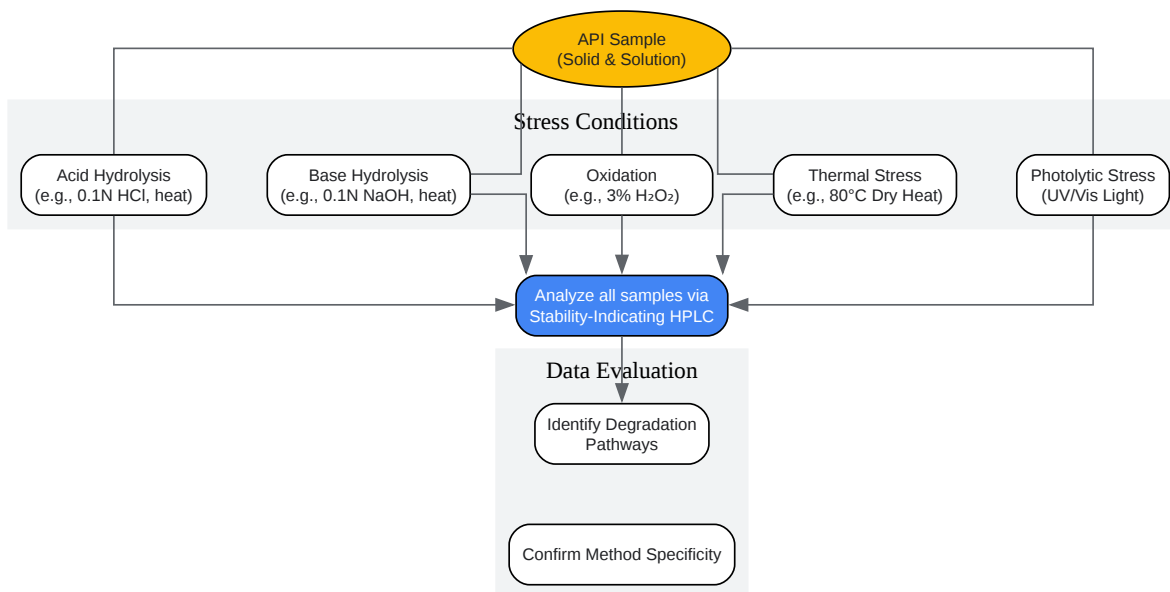 API Sample
(Solid & Solution)
Stress Conditions
Acid Hydrolysis
(e.g., 0.1N HCl, heat)
Base Hydrolysis
(e.g., 0.1N NaOH, heat)
Oxidation
(e.g., 3% H₂O₂)
Thermal Stress
(e.g., 80°C Dry Heat)
Photolytic Stress
(UV/Vis Light)
Analyze all samples via
Stability-Indicating HPLC
Data Evaluation
Identify Degradation
Pathways
Confirm Method Specificity